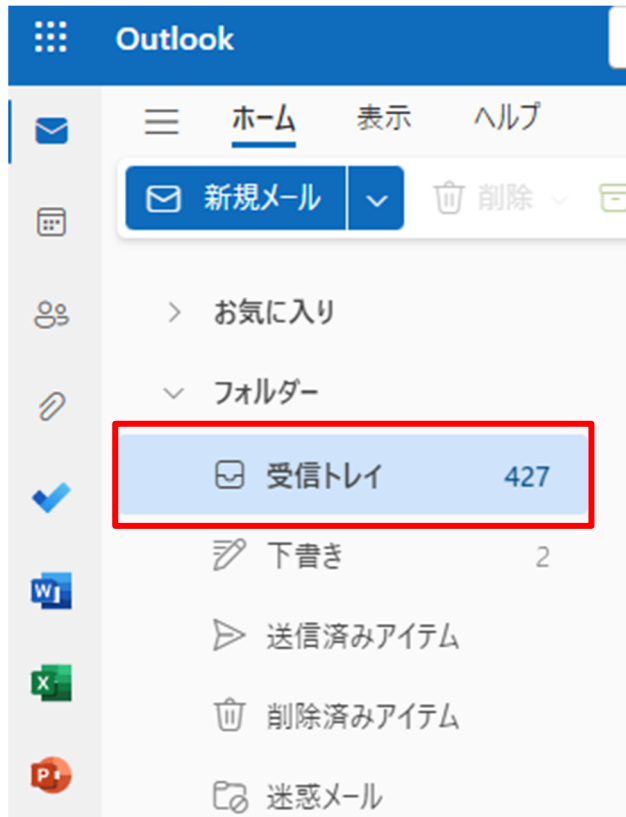 Outlook
ホーム 表示 ヘルプ
新規メール 削除
お気に入り
フォルダー
受信トレイ 427
下書き 2
送信済みアイテム
削除済みアイテム
迷惑メール